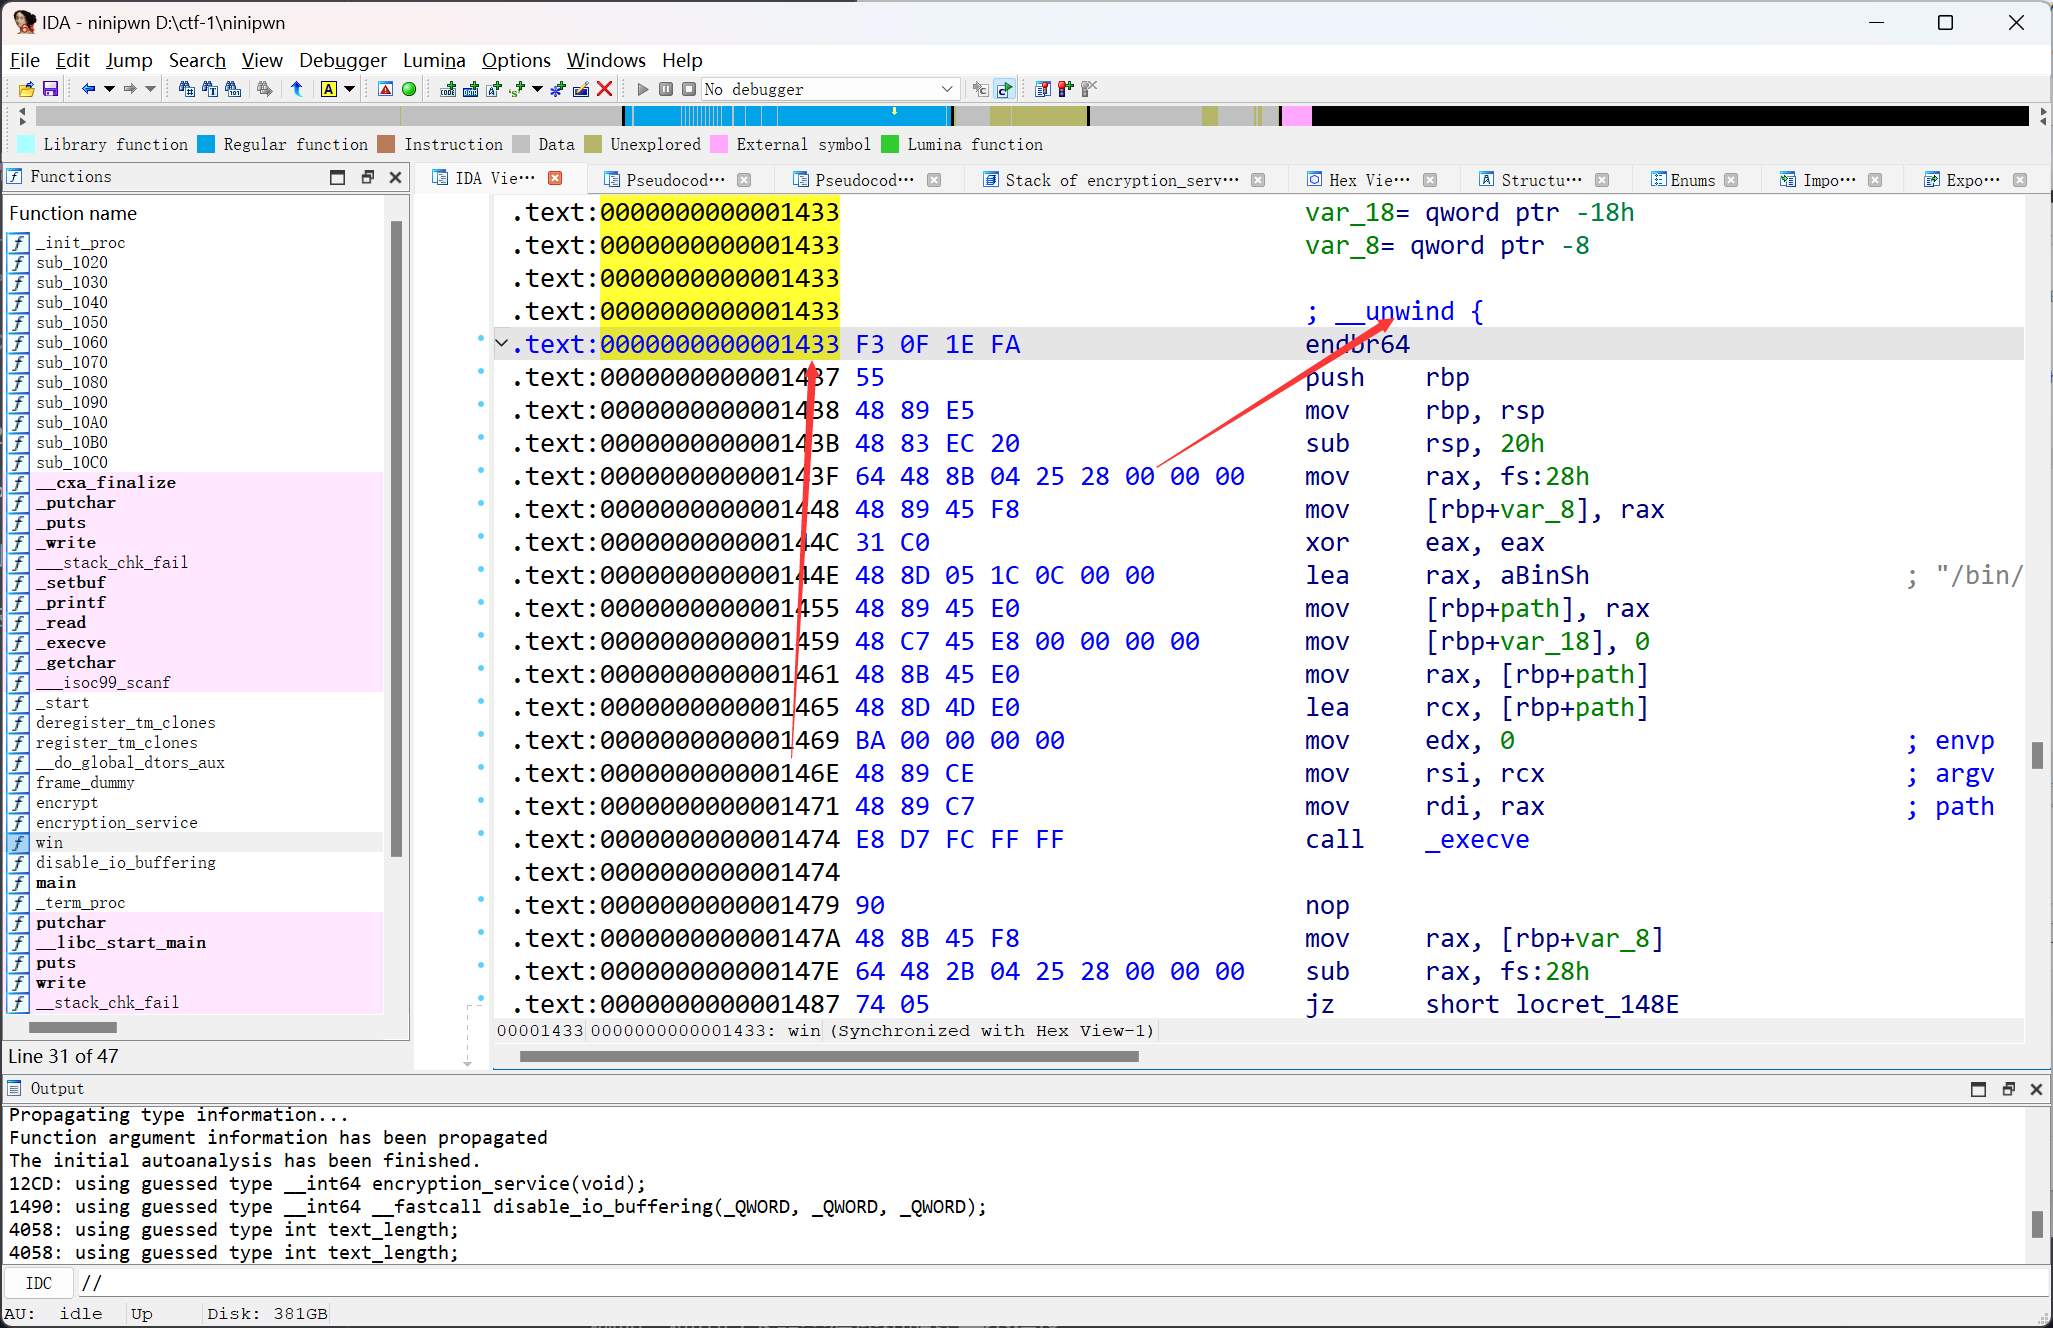 IDA - ninipwn D:\ctf-1\ninipwn
File Edit Jump Search View Debugger Lumina Options Windows Help
No debugger
Library function Regular function Instruction Data Unexplored External symbol Lumina function
Functions
Function name
_init_proc
sub_1020
sub_1030
sub_1040
sub_1050
sub_1060
sub_1070
sub_1080
sub_1090
sub_10A0
sub_10B0
sub_10C0
__cxa_finalize
_putchar
_puts
_write
___stack_chk_fail
_setbuf
_printf
_read
_execve
_getchar
___isoc99_scanf
_start
deregister_tm_clones
register_tm_clones
__do_global_dtors_aux
frame_dummy
encrypt
encryption_service
win
disable_io_buffering
main
_term_proc
putchar
__libc_start_main
puts
write
__stack_chk_fail
Line 31 of 47
IDA Vie··· Pseudocod··· Pseudocod··· Stack of encryption_serv··· Hex Vie··· Structu··· Enums Impo··· Expo···
.text:0000000000001433 var_18= qword ptr -18h
.text:0000000000001433 var_8= qword ptr -8
.text:0000000000001433
.text:0000000000001433 ; __unwind {
.text:0000000000001433 F3 0F 1E FA endbr64
.text:0000000000001437 55 push rbp
.text:0000000000001438 48 89 E5 mov rbp, rsp
.text:000000000000143B 48 83 EC 20 sub rsp, 20h
.text:000000000000143F 64 48 8B 04 25 28 00 00 00 mov rax, fs:28h
.text:0000000000001448 48 89 45 F8 mov [rbp+var_8], rax
.text:000000000000144C 31 C0 xor eax, eax
.text:000000000000144E 48 8D 05 1C 0C 00 00 lea rax, aBinSh ; "/bin/
.text:0000000000001455 48 89 45 E0 mov [rbp+path], rax
.text:0000000000001459 48 C7 45 E8 00 00 00 00 mov [rbp+var_18], 0
.text:0000000000001461 48 8B 45 E0 mov rax, [rbp+path]
.text:0000000000001465 48 8D 4D E0 lea rcx, [rbp+path]
.text:0000000000001469 BA 00 00 00 00 mov edx, 0 ; envp
.text:000000000000146E 48 89 CE mov rsi, rcx ; argv
.text:0000000000001471 48 89 C7 mov rdi, rax ; path
.text:0000000000001474 E8 D7 FC FF FF call _execve
.text:0000000000001474
.text:0000000000001479 90 nop
.text:000000000000147A 48 8B 45 F8 mov rax, [rbp+var_8]
.text:000000000000147E 64 48 2B 04 25 28 00 00 00 sub rax, fs:28h
.text:0000000000001487 74 05 jz short locret_148E
00001433 0000000000001433: win (Synchronized with Hex View-1)
Output
Propagating type information...
Function argument information has been propagated
The initial autoanalysis has been finished.
12CD: using guessed type __int64 encryption_service(void);
1490: using guessed type __int64 __fastcall disable_io_buffering(_QWORD, _QWORD, _QWORD);
4058: using guessed type int text_length;
4058: using guessed type int text_length;
IDC //
AU: idle Up Disk: 381GB